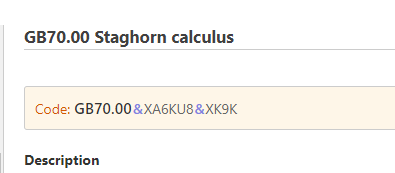 GB70.00 Staghorn calculus
Code: GB70.00&XA6KU8&XK9K
Description